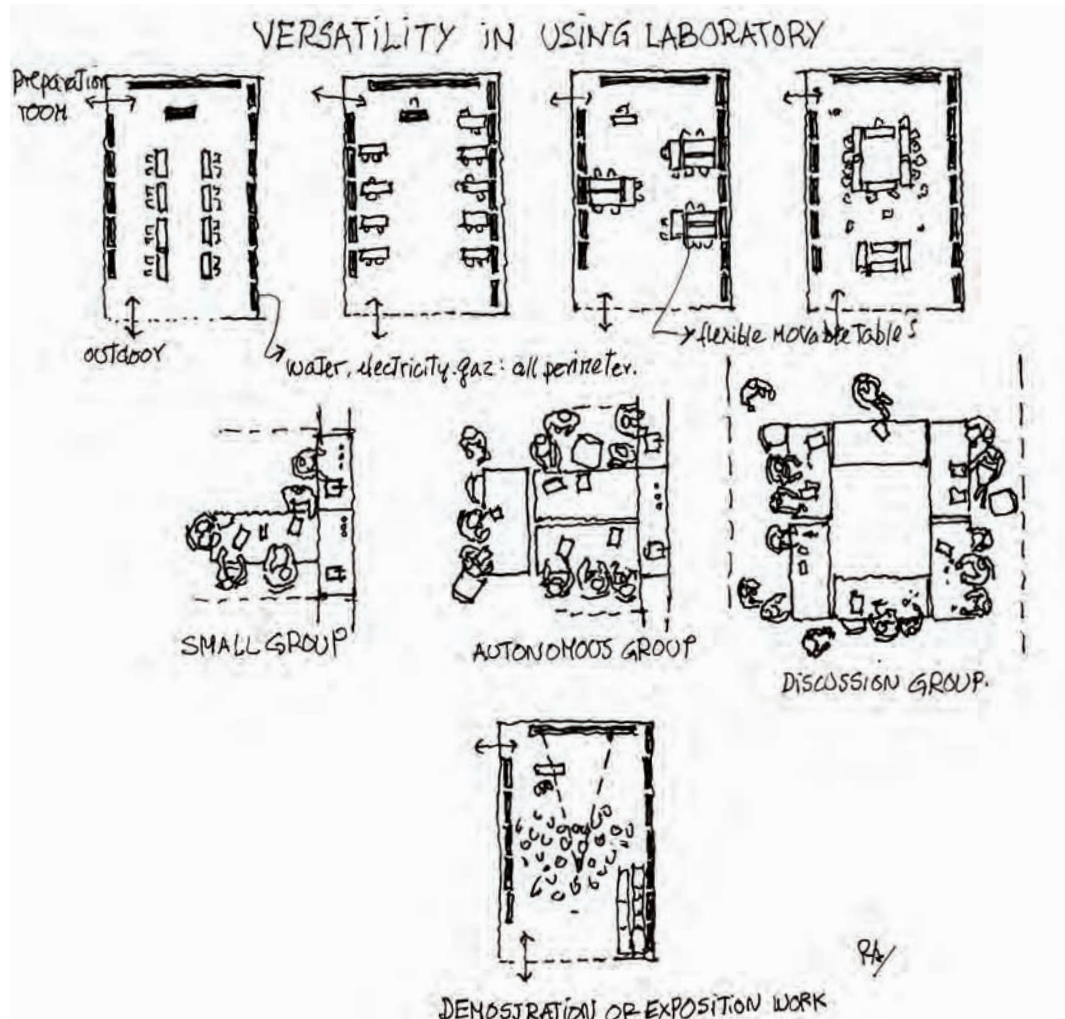 VERSATILITY IN USING LABORATORY
Preparation
ROOM
OUTDOOR
water, electricity-gaz: all perimeter.
flexible movable tables
SMALL GROUP
AUTONOMOUS GROUP
DISCUSSION GROUP.
RA/
DEMOSTRATION OR EXPOSITION WORK